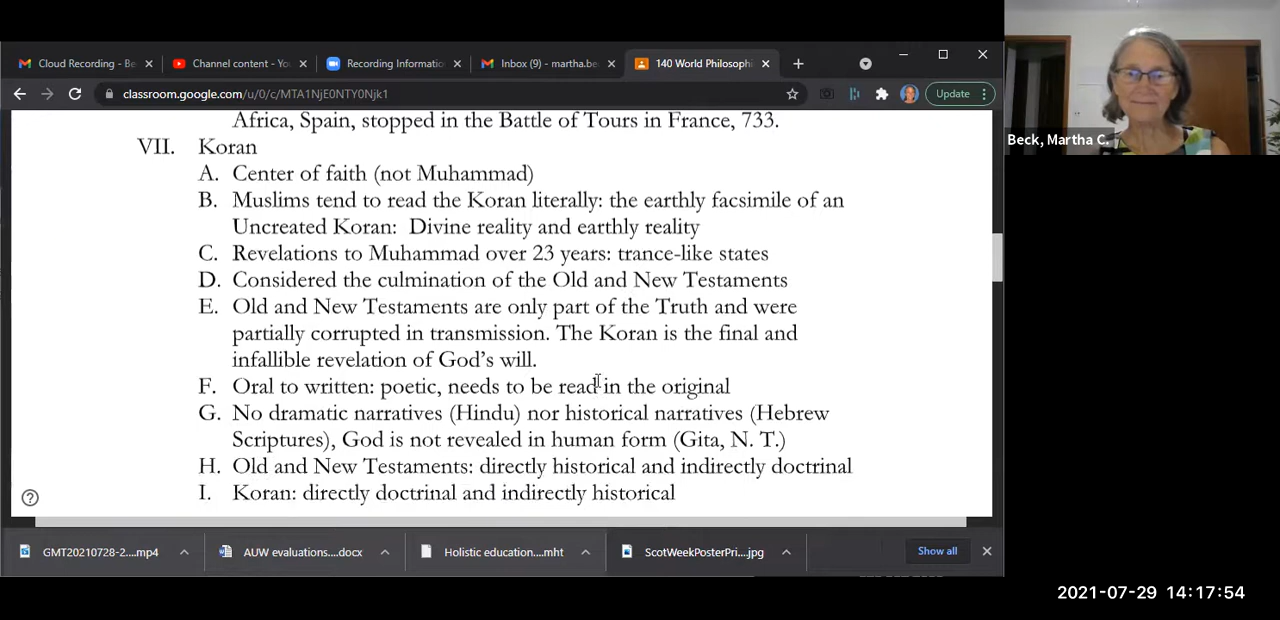 Cloud Recording - Be
Channel content - Yo
Recording Informatio
Inbox (9) - martha.be
140 World Philosophi
classroom.google.com/u/0/c/MTA1NjE0NTY0Njk1
Update
Africa, Spain, stopped in the Battle of Tours in France, 733.
VII. Koran
A. Center of faith (not Muhammad)
B. Muslims tend to read the Koran literally: the earthly facsimile of an
Uncreated Koran: Divine reality and earthly reality
C. Revelations to Muhammad over 23 years: trance-like states
D. Considered the culmination of the Old and New Testaments
E. Old and New Testaments are only part of the Truth and were
partially corrupted in transmission. The Koran is the final and
infallible revelation of God's will.
F. Oral to written: poetic, needs to be read in the original
G. No dramatic narratives (Hindu) nor historical narratives (Hebrew
Scriptures), God is not revealed in human form (Gita, N. T.)
H. Old and New Testaments: directly historical and indirectly doctrinal
I. Koran: directly doctrinal and indirectly historical
GMT20210728-2....mp4
AUW evaluations....docx
Holistic education....mht
ScotWeekPosterPri....jpg
Show all
Beck, Martha C.
2021-07-29 14:17:54